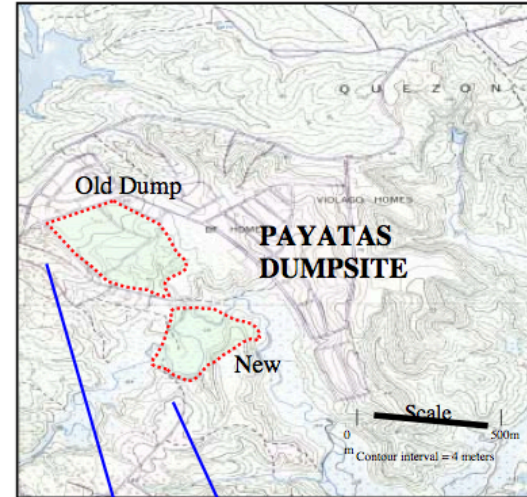 QUEZON
Old Dump
VIOLAGO HOMES
PAYATAS
DUMPSITE
New
Scale
0 500m
m Contour interval = 4 meters